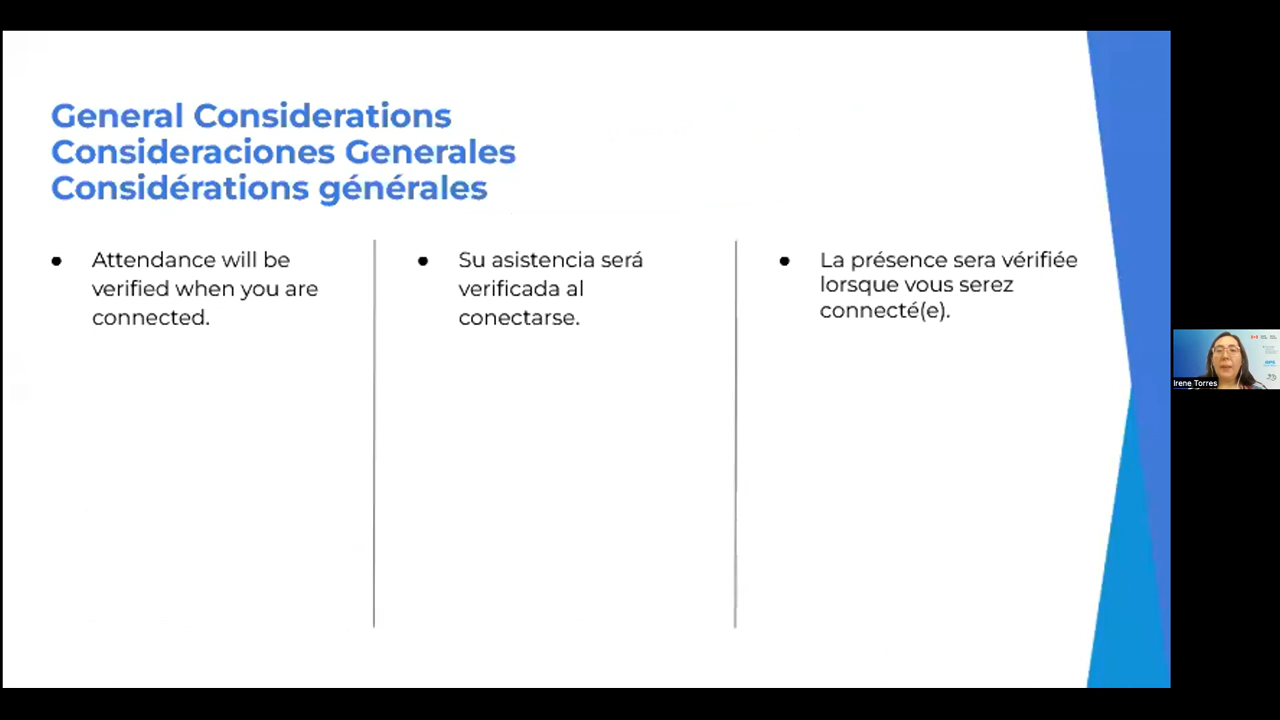 General Considerations
Consideraciones Generales
Considérations générales
● Attendance will be
verified when you are
connected.
● Su asistencia será
verificada al
conectarse.
● La présence sera vérifiée
lorsque vous serez
connecté(e).
Irene Torres